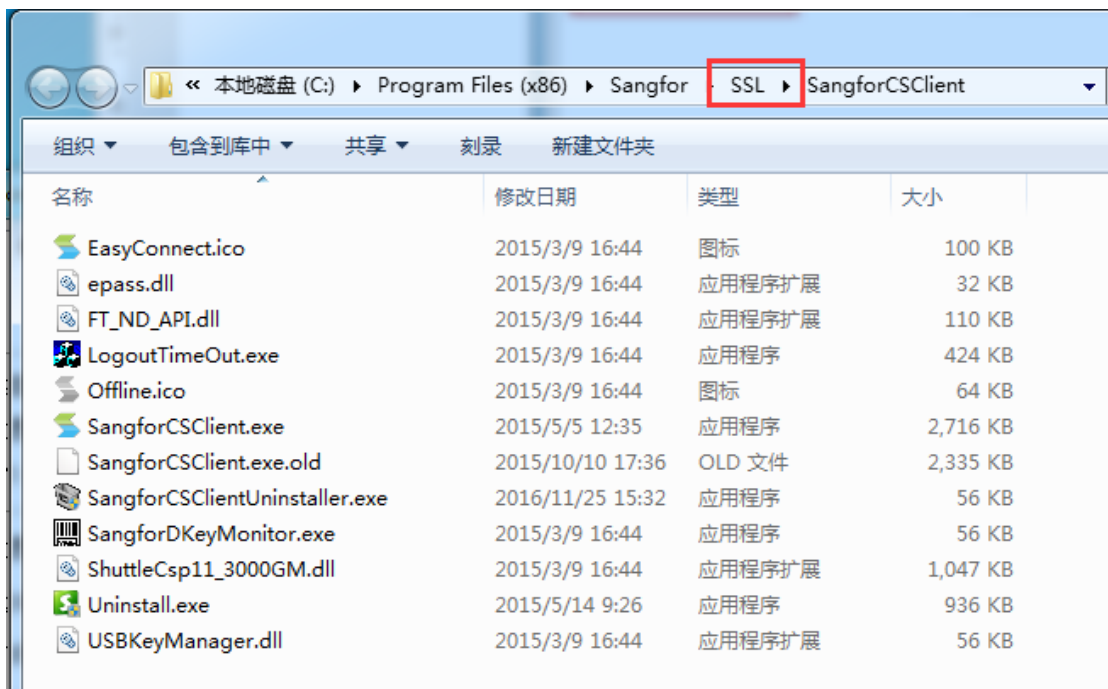 « 本地磁盘 (C:) Program Files (x86) Sangfor SSL SangforCSClient
组织 包含到库中 共享 刻录 新建文件夹
名称 修改日期 类型 大小
EasyConnect.ico 2015/3/9 16:44 图标 100 KB
epass.dll 2015/3/9 16:44 应用程序扩展 32 KB
FT_ND_API.dll 2015/3/9 16:44 应用程序扩展 110 KB
LogoutTimeOut.exe 2015/3/9 16:44 应用程序 424 KB
Offline.ico 2015/3/9 16:44 图标 64 KB
SangforCSClient.exe 2015/5/5 12:35 应用程序 2,716 KB
SangforCSClient.exe.old 2015/10/10 17:36 OLD 文件 2,335 KB
SangforCSClientUninstaller.exe 2016/11/25 15:32 应用程序 56 KB
SangforDKeyMonitor.exe 2015/3/9 16:44 应用程序 56 KB
ShuttleCsp11_3000GM.dll 2015/3/9 16:44 应用程序扩展 1,047 KB
Uninstall.exe 2015/5/14 9:26 应用程序 936 KB
USBKeyManager.dll 2015/3/9 16:44 应用程序扩展 56 KB